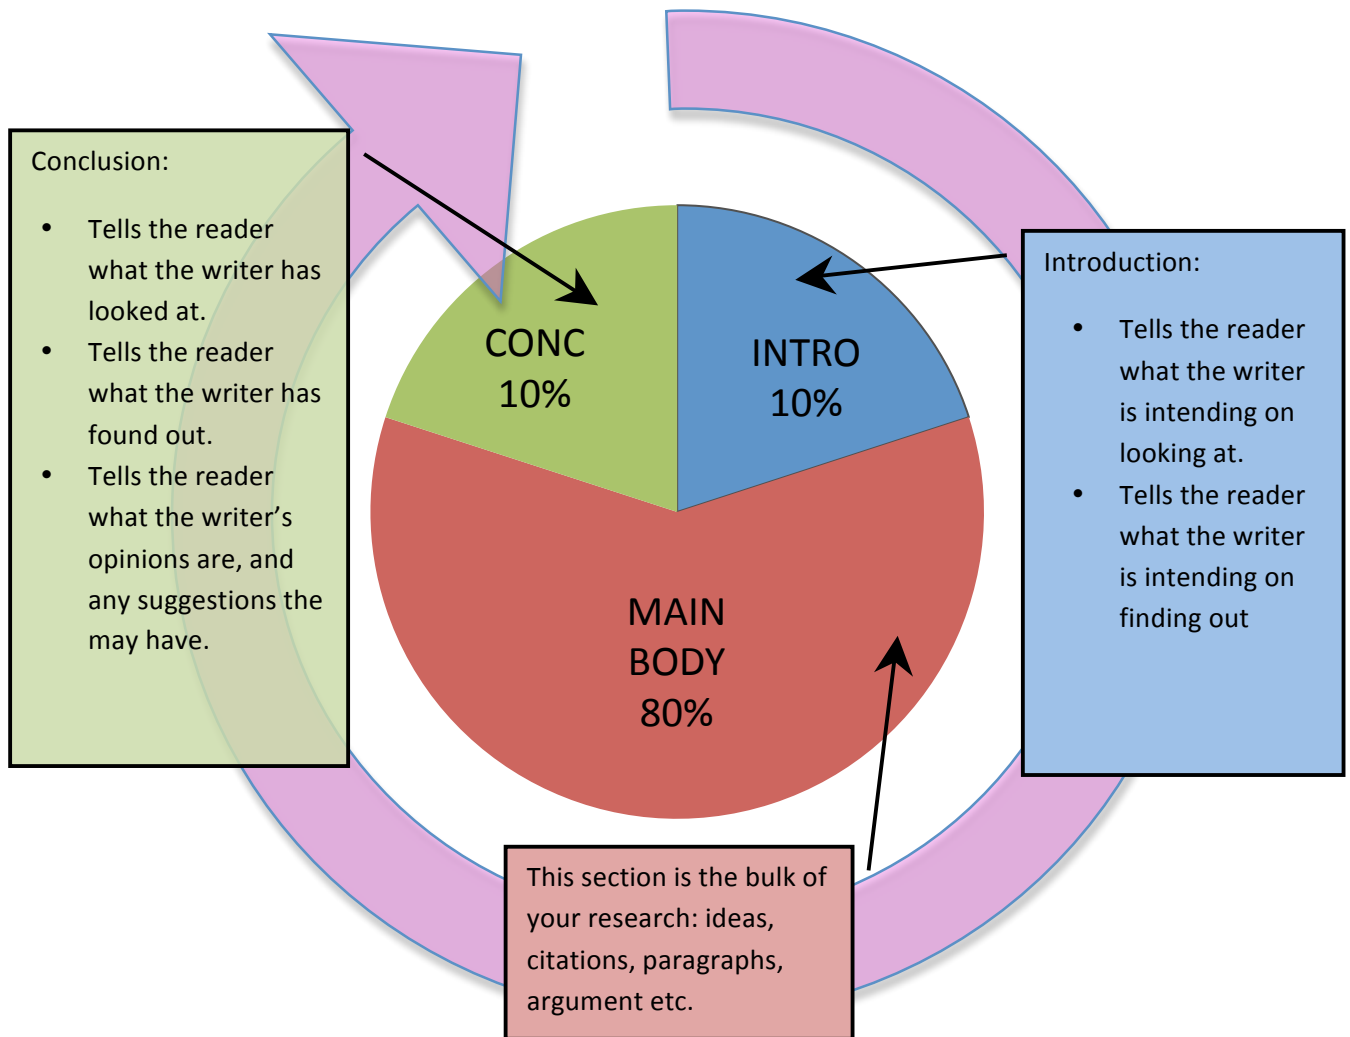 Conclusion:
• Tells the reader
what the writer has
looked at.
• Tells the reader
what the writer has
found out.
• Tells the reader
what the writer’s
opinions are, and
any suggestions the
may have.
CONC
10%
INTRO
10%
Introduction:
• Tells the reader
what the writer
is intending on
looking at.
• Tells the reader
what the writer
is intending on
finding out
MAIN
BODY
80%
This section is the bulk of
your research: ideas,
citations, paragraphs,
argument etc.